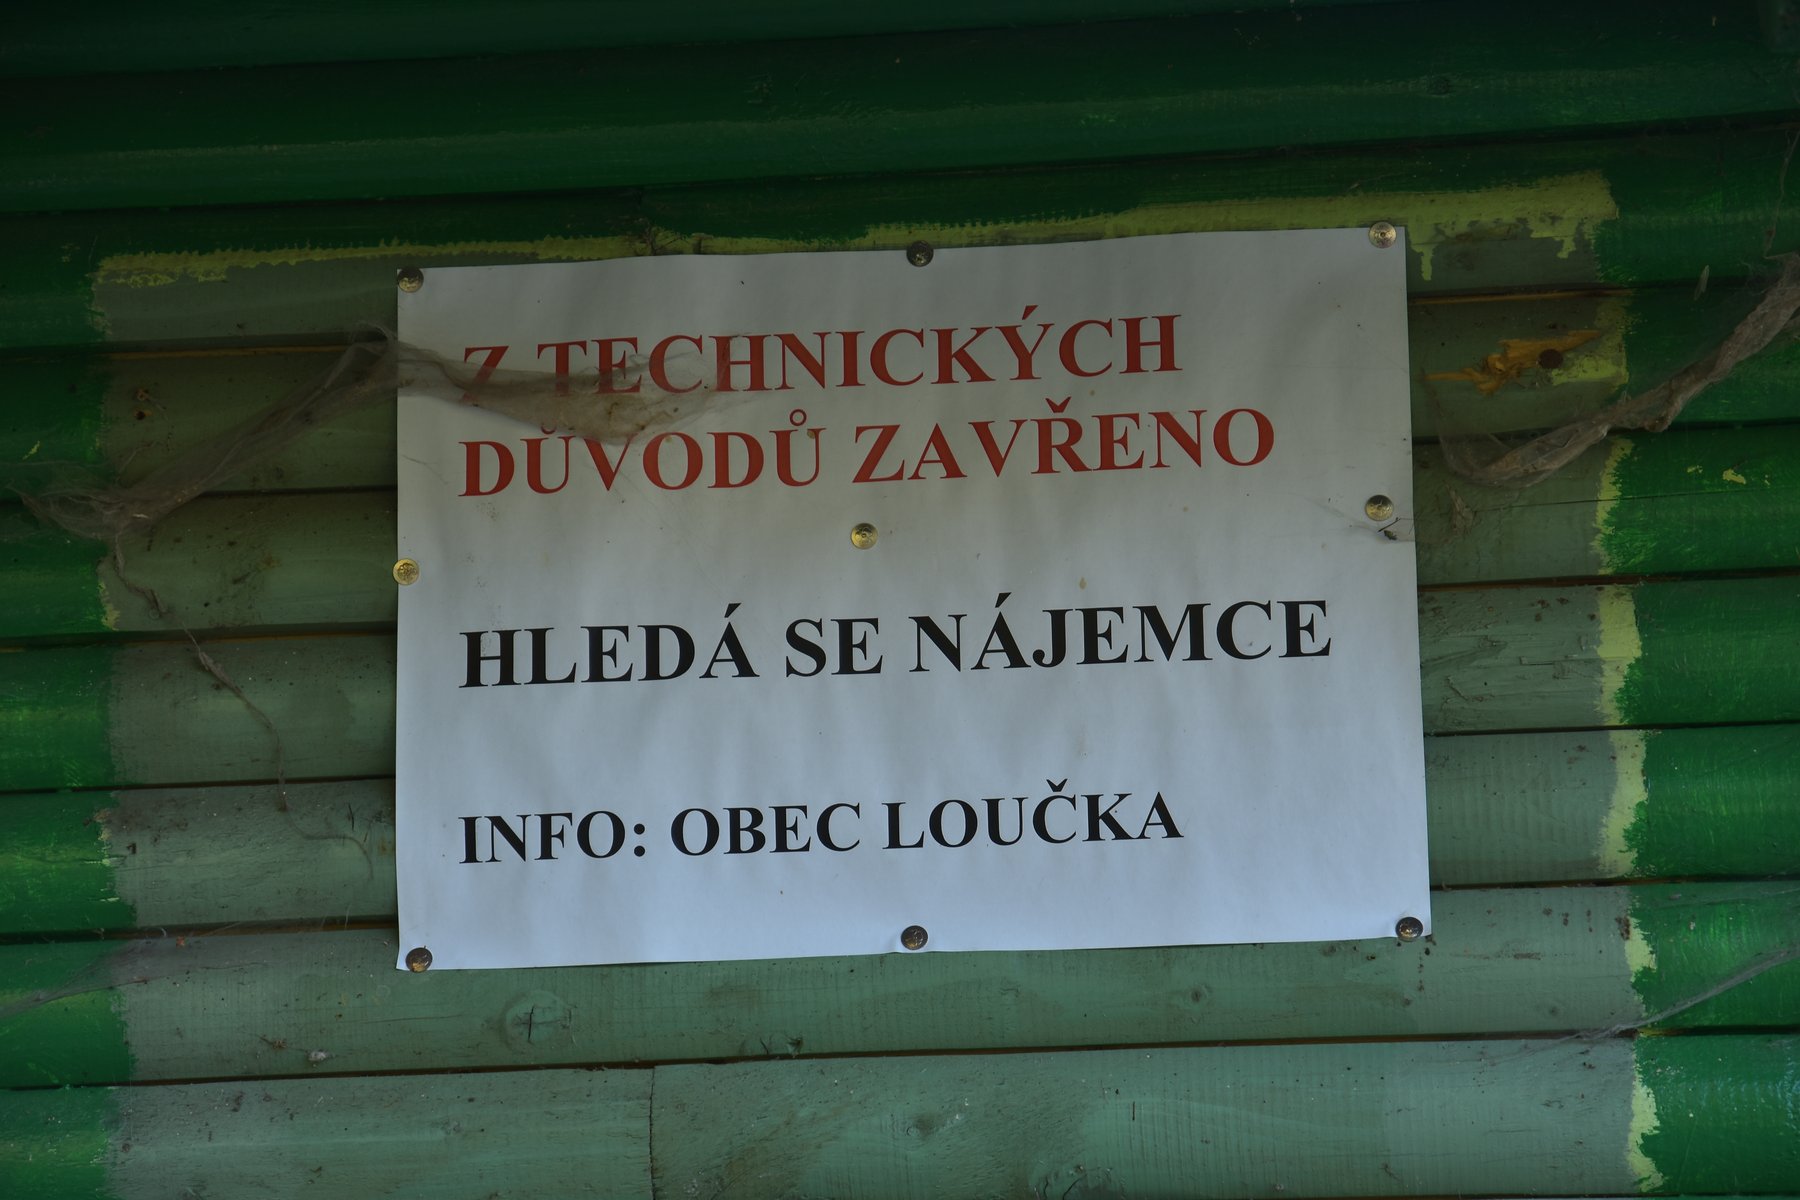 Z TECHNICKÝCH
DŮVODŮ ZAVŘENO
HLEDÁ SE NÁJEMCE
INFO: OBEC LOUČKA